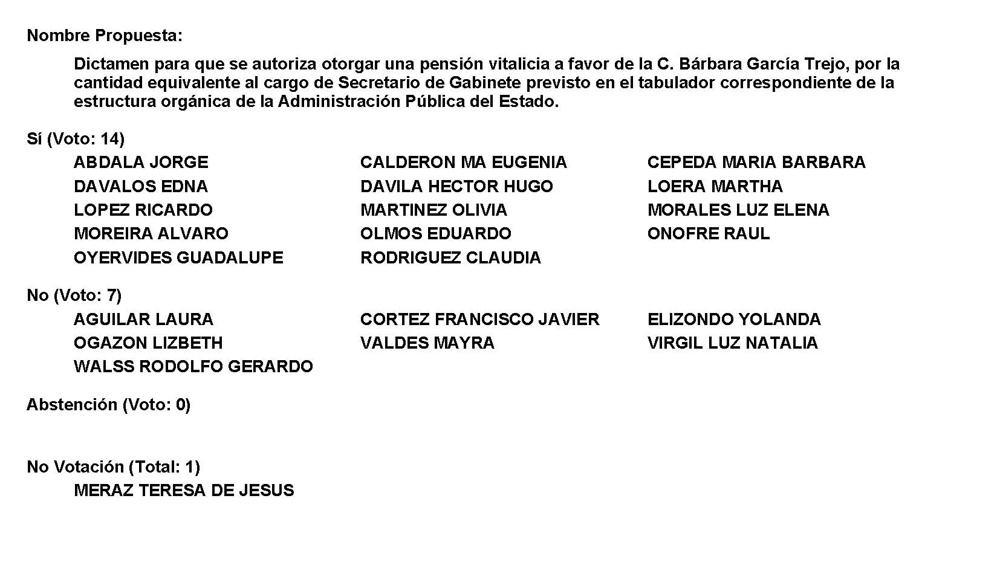 Nombre Propuesta:
Dictamen para que se autoriza otorgar una pensión vitalicia a favor de la C. Bárbara García Trejo, por la
cantidad equivalente al cargo de Secretario de Gabinete previsto en el tabulador correspondiente de la
estructura orgánica de la Administración Pública del Estado.
Sí (Voto: 14)
ABDALA JORGE CALDERON MA EUGENIA CEPEDA MARIA BARBARA
DAVALOS EDNA DAVILA HECTOR HUGO LOERA MARTHA
LOPEZ RICARDO MARTINEZ OLIVIA MORALES LUZ ELENA
MOREIRA ALVARO OLMOS EDUARDO ONOFRE RAUL
OYERVIDES GUADALUPE RODRIGUEZ CLAUDIA
No (Voto: 7)
AGUILAR LAURA CORTEZ FRANCISCO JAVIER ELIZONDO YOLANDA
OGAZON LIZBETH VALDES MAYRA VIRGIL LUZ NATALIA
WALSS RODOLFO GERARDO
Abstención (Voto: 0)
No Votación (Total: 1)
MERAZ TERESA DE JESUS